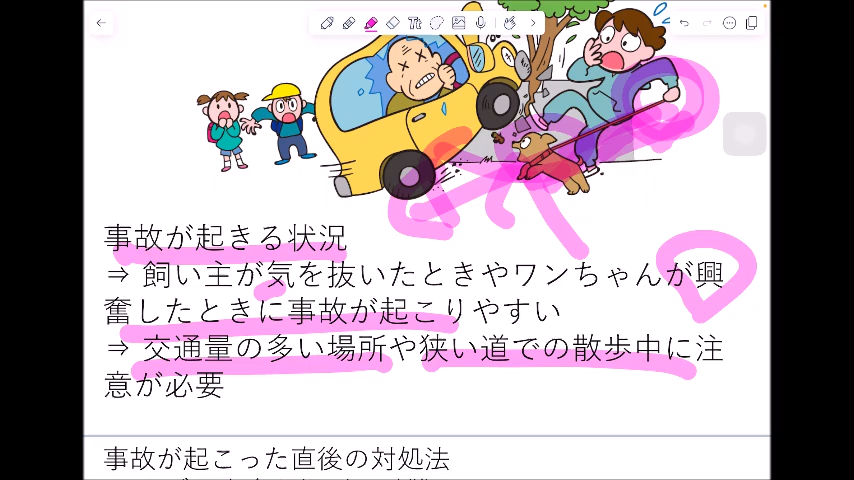 Tt
事故が起きる状況
⇒ 飼い主が気を抜いたときやワンちゃんが興
奮したときに事故が起こりやすい
⇒ 交通量の多い場所や狭い道での散歩中に注
意が必要
事故が起こった直後の対処法